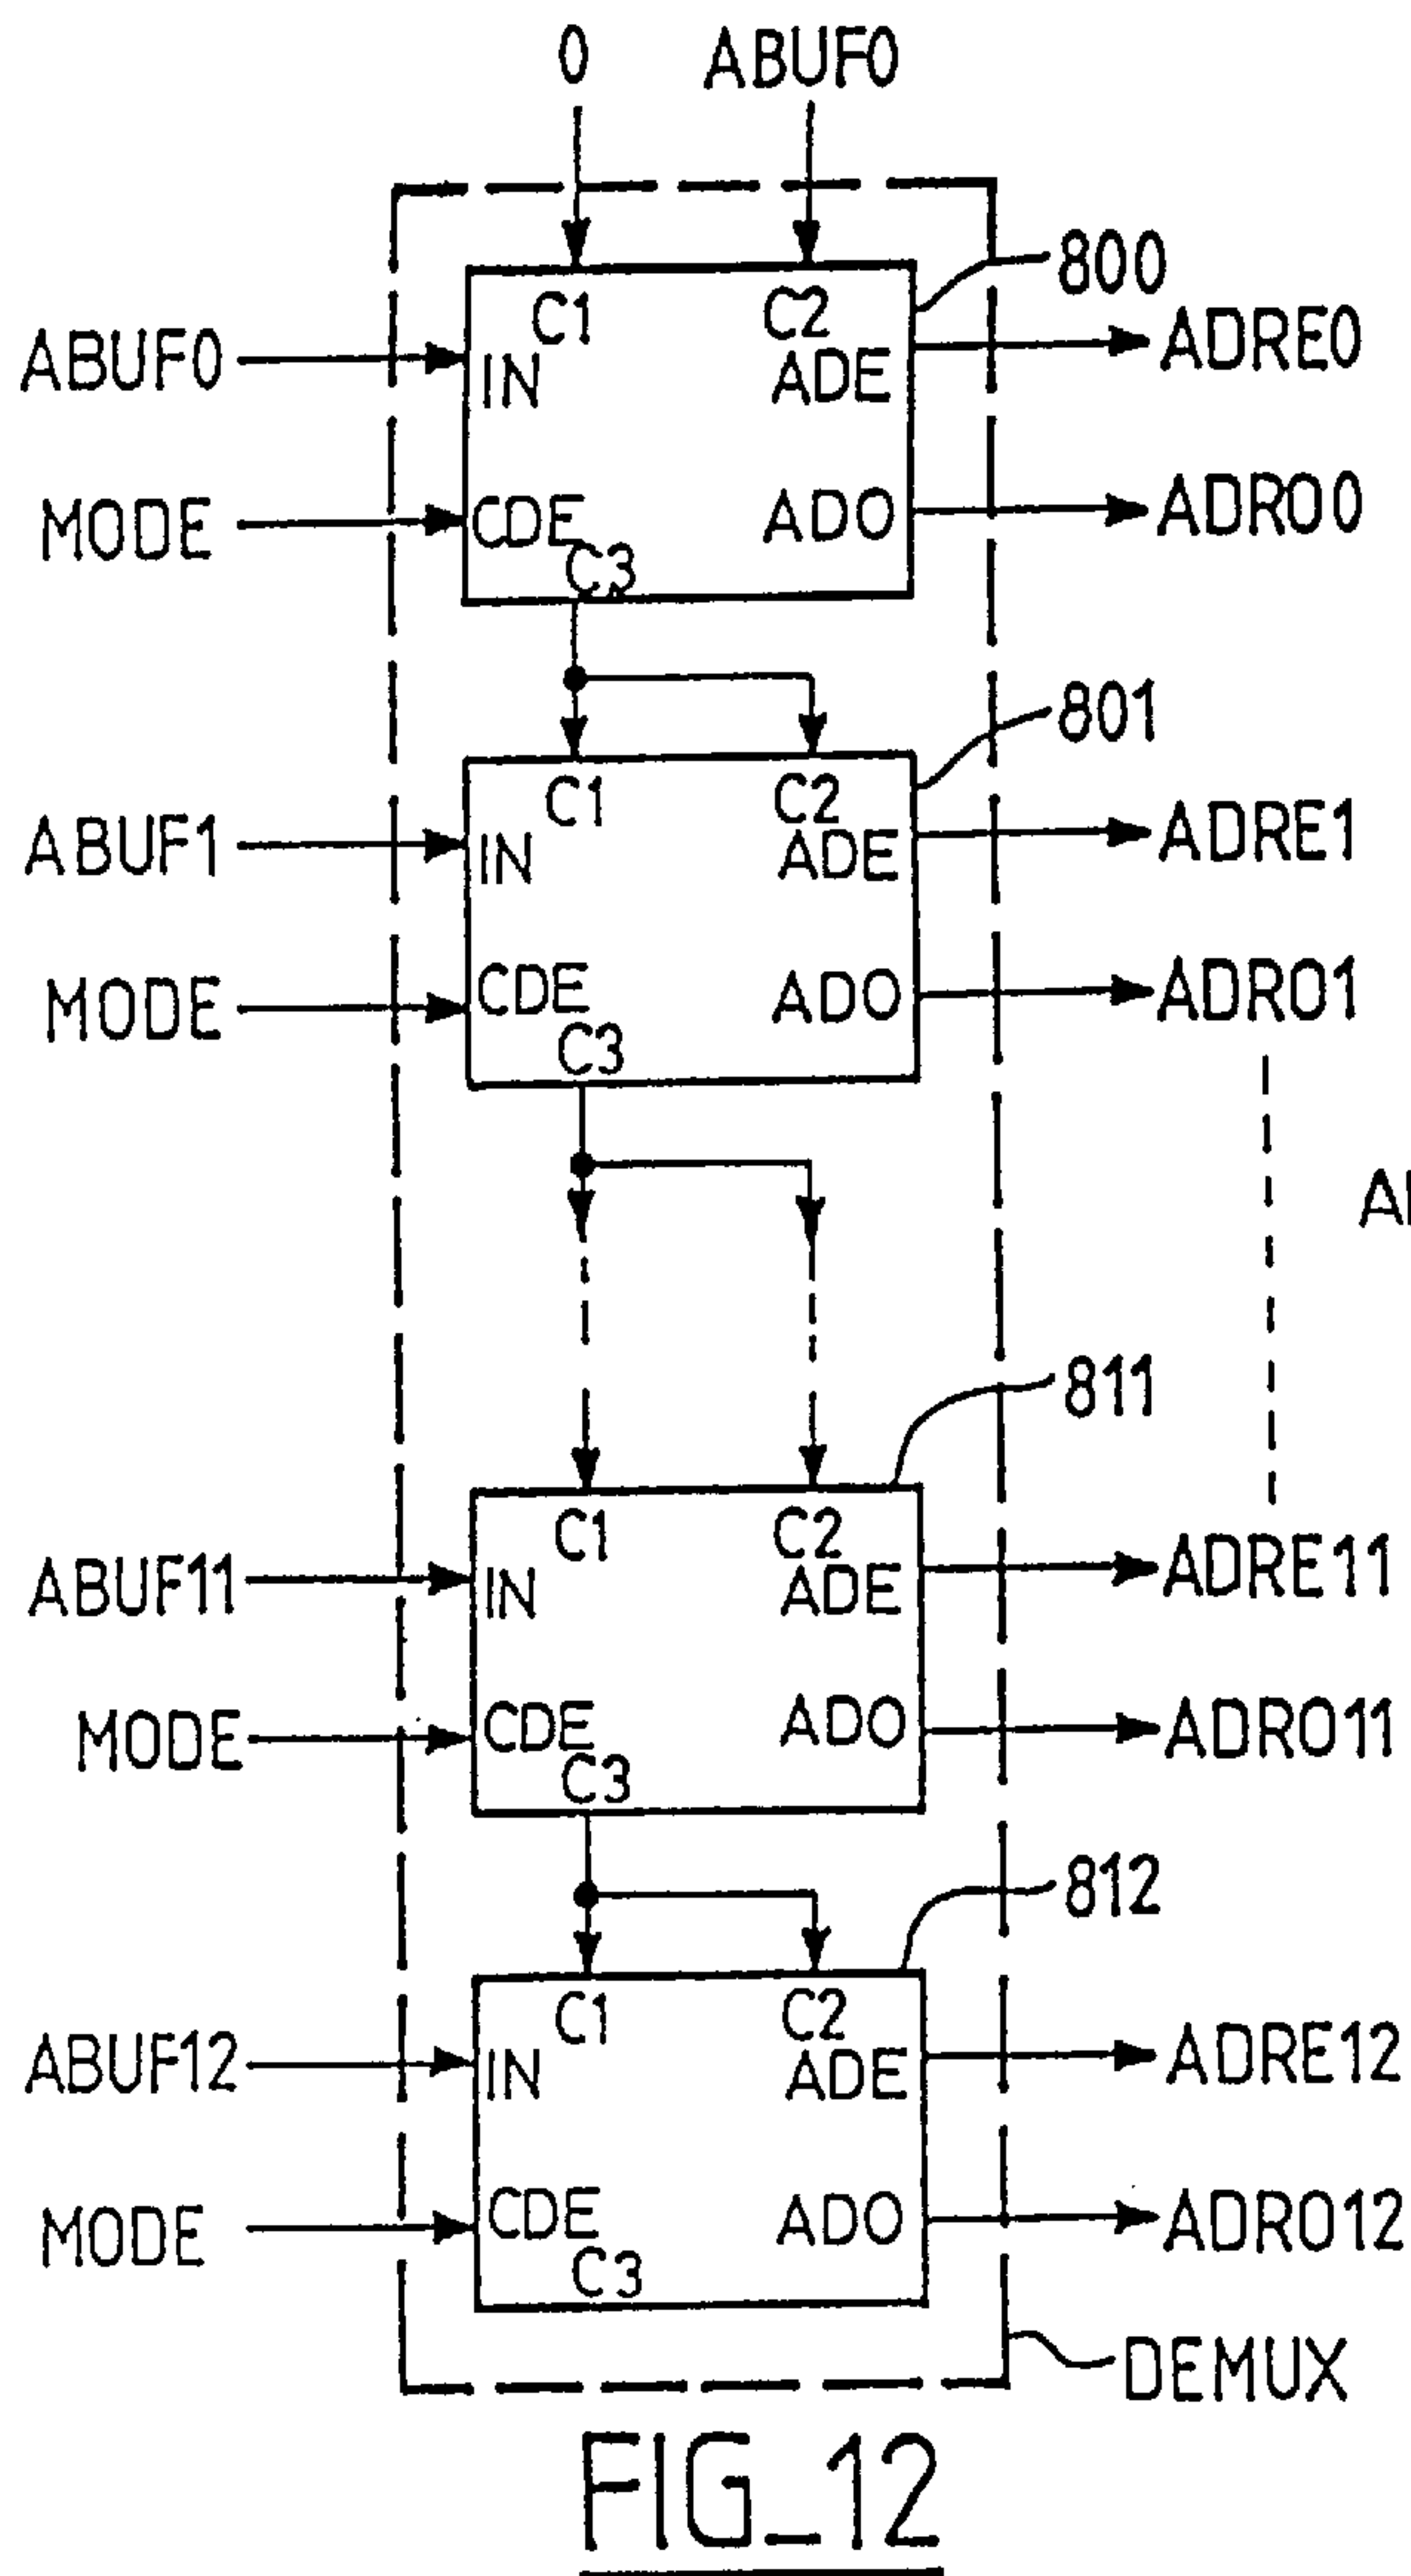 0 ABUF0
800
C1 C2
ABUF0 IN ADE ADRE0
MODE CDE ADO ADRO0
C3
801
C1 C2
ABUF1 IN ADE ADRE1
MODE CDE ADO ADRO1
C3
811
C1 C2
ABUF11 IN ADE ADRE11
MODE CDE ADO ADRO11
C3
812
C1 C2
ABUF12 IN ADE ADRE12
MODE CDE ADO ADRO12
C3
DEMUX
FIG_12